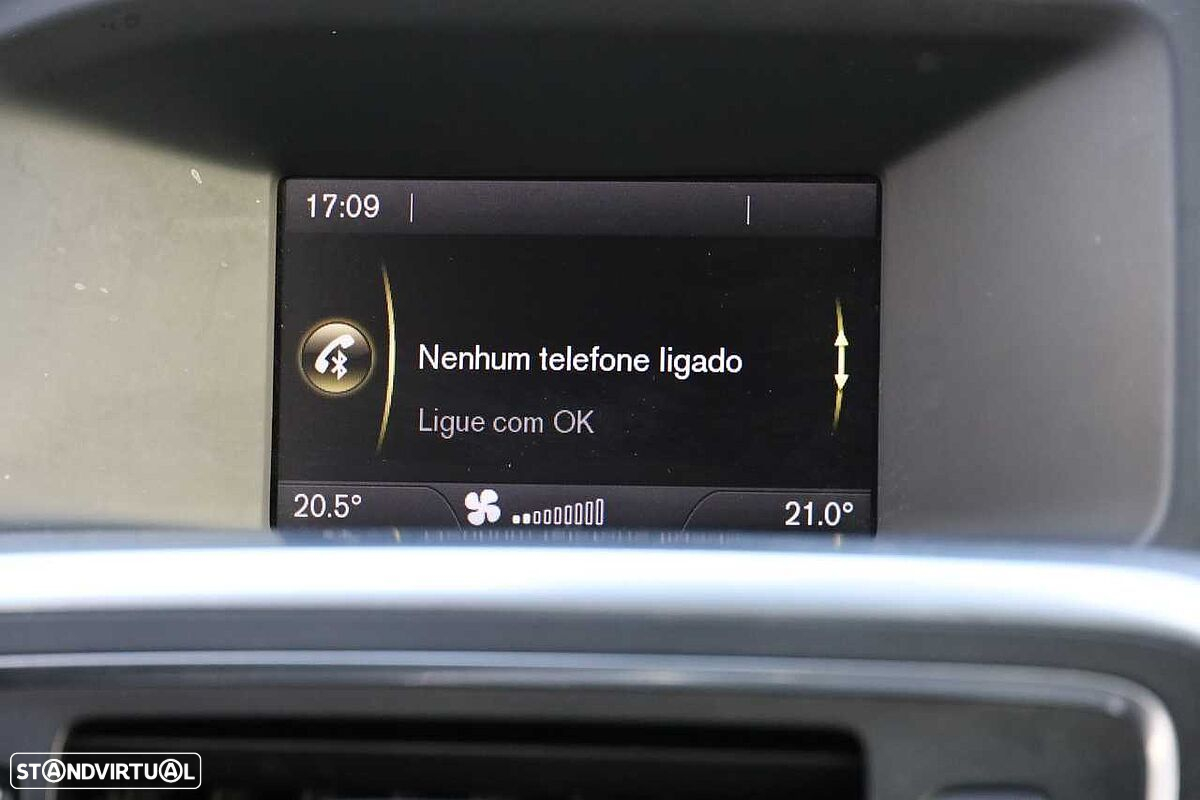 17:09
Nenhum telefone ligado
Ligue com OK
20.5°
21.0°
STANDVIRTUAL